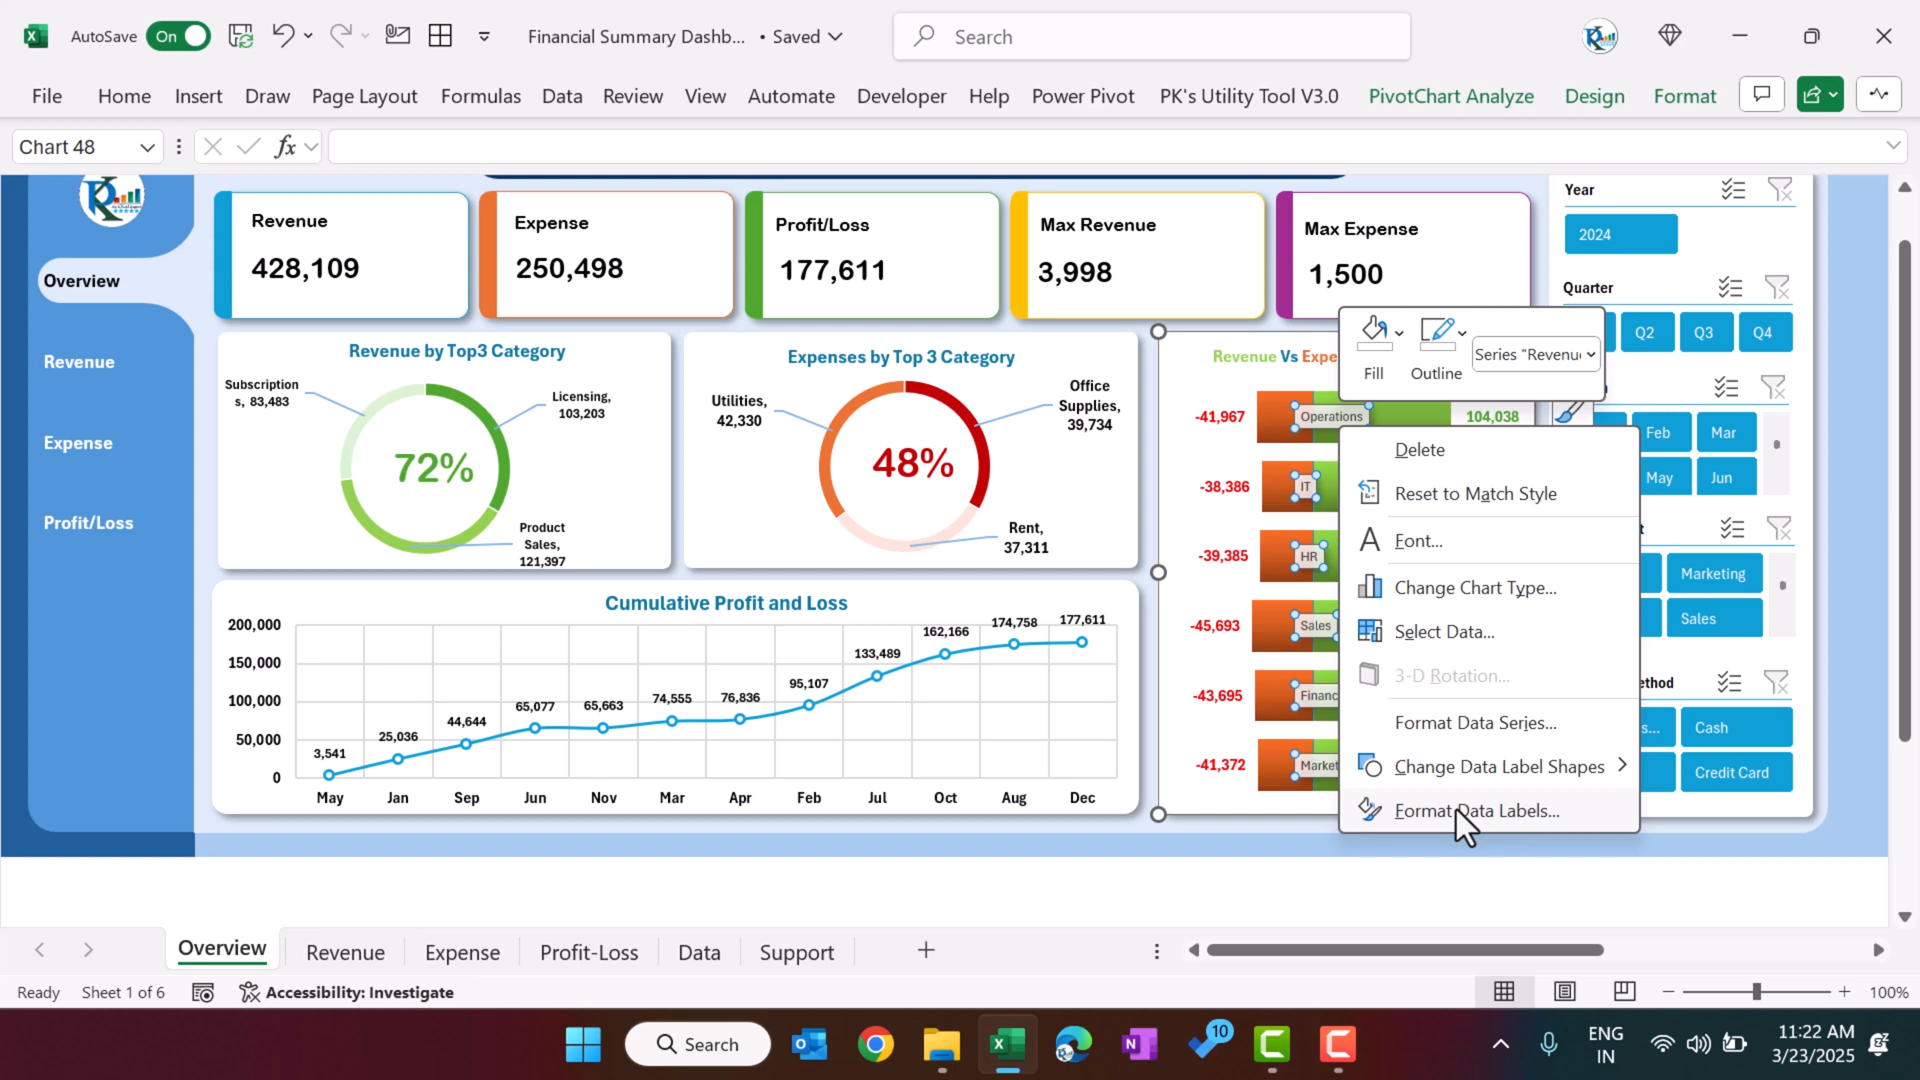 AutoSave On Financial Summary Dashb... • Saved Search
File Home Insert Draw Page Layout Formulas Data Review View Automate Developer Help Power Pivot PK's Utility Tool V3.0 PivotChart Analyze Design Format
Chart 48 fx
Overview
Revenue
Expense
Profit/Loss
Revenue
428,109
Expense
250,498
Profit/Loss
177,611
Max Revenue
3,998
Max Expense
1,500
Revenue by Top3 Category
Subscription
s, 83,483
Licensing,
103,203
72%
Product
Sales,
121,397
Expenses by Top 3 Category
Utilities,
42,330
Office
Supplies,
39,734
48%
Rent,
37,311
Cumulative Profit and Loss
200,000
150,000
100,000
50,000
0
3,541
25,036
44,644
65,077
65,663
74,555
76,836
95,107
133,489
162,166
174,758
177,611
May Jan Sep Jun Nov Mar Apr Feb Jul Oct Aug Dec
Revenue Vs Expe
-41,967 Operations 104,038
-38,386 IT
-39,385 HR
-45,693 Sales
-43,695 Financ
-41,372 Market
Fill Outline Series "Revenu
Delete
Reset to Match Style
Font...
Change Chart Type...
Select Data...
3-D Rotation...
Format Data Series...
Change Data Label Shapes
Format Data Labels...
Year
2024
Quarter
Q2 Q3 Q4
Feb Mar
May Jun
t
Marketing
Sales
ethod
s... Cash
Credit Card
Overview Revenue Expense Profit-Loss Data Support
Ready Sheet 1 of 6 Accessibility: Investigate 100%
Search 10 ENG
IN
11:22 AM
3/23/2025